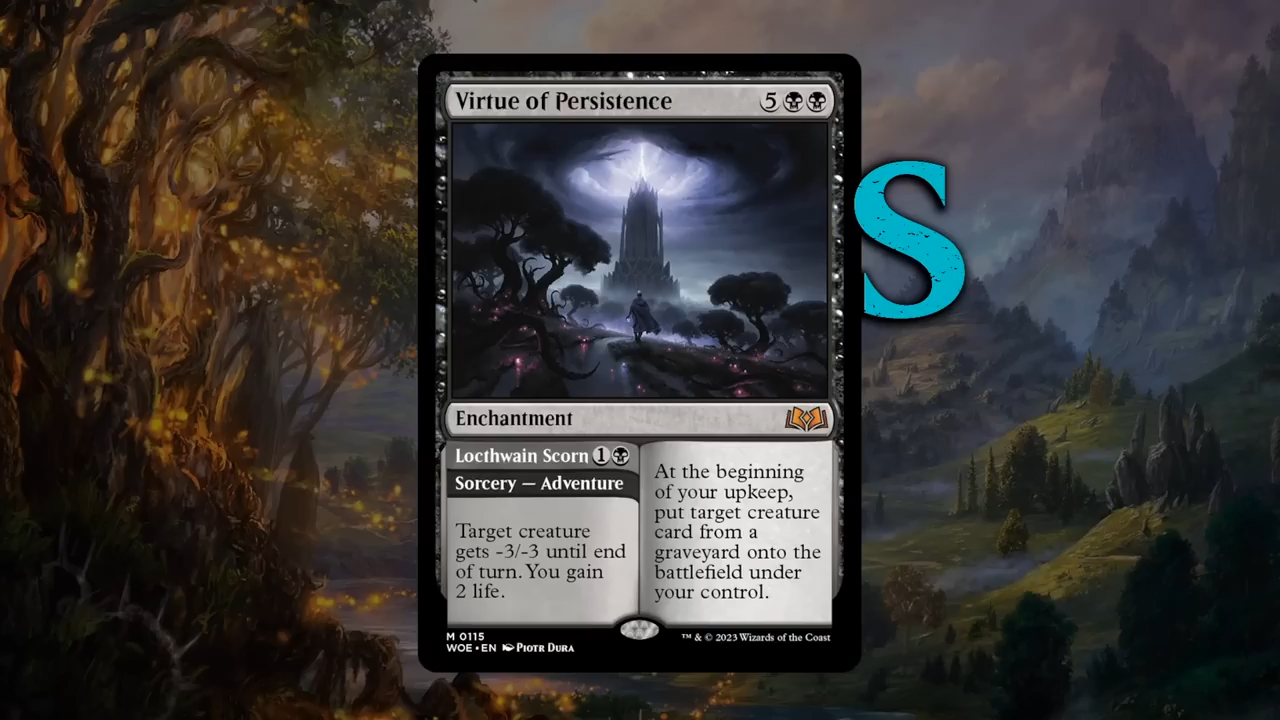 Virtue of Persistence 5
S
Enchantment
Locthwain Scorn 1
Sorcery — Adventure
Target creature
gets -3/-3 until end
of turn. You gain
2 life.
At the beginning
of your upkeep,
put target creature
card from a
graveyard onto the
battlefield under
your control.
M 0115
WOE • EN Piotr Dura
™ & © 2023 Wizards of the Coast